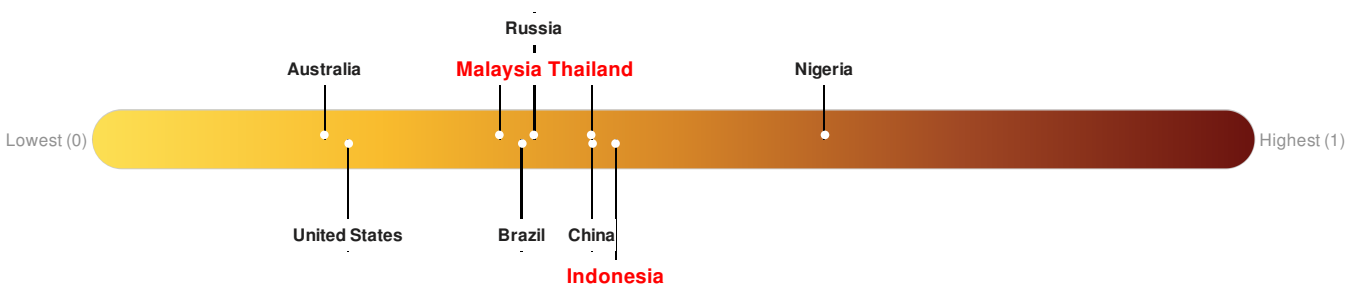 Russia
Australia
Malaysia Thailand
Nigeria
Lowest (0)
Highest (1)
United States
Brazil
China
Indonesia